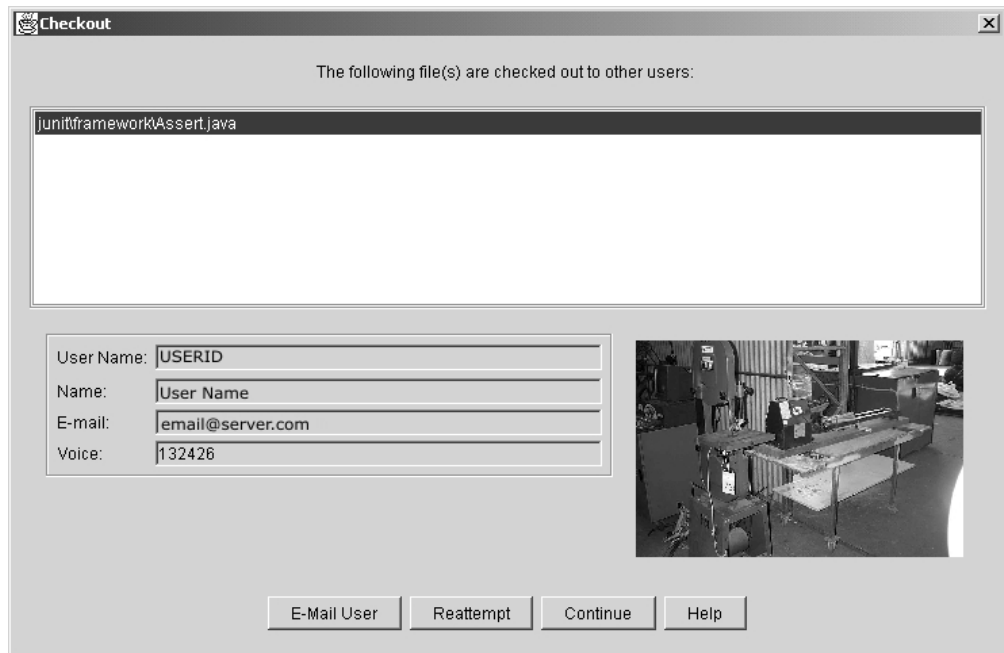 Checkout
The following file(s) are checked out to other users:
junit\framework\Assert.java
User Name: USERID
Name: User Name
E-mail: email@server.com
Voice: 132426
E-Mail User Reattempt Continue Help